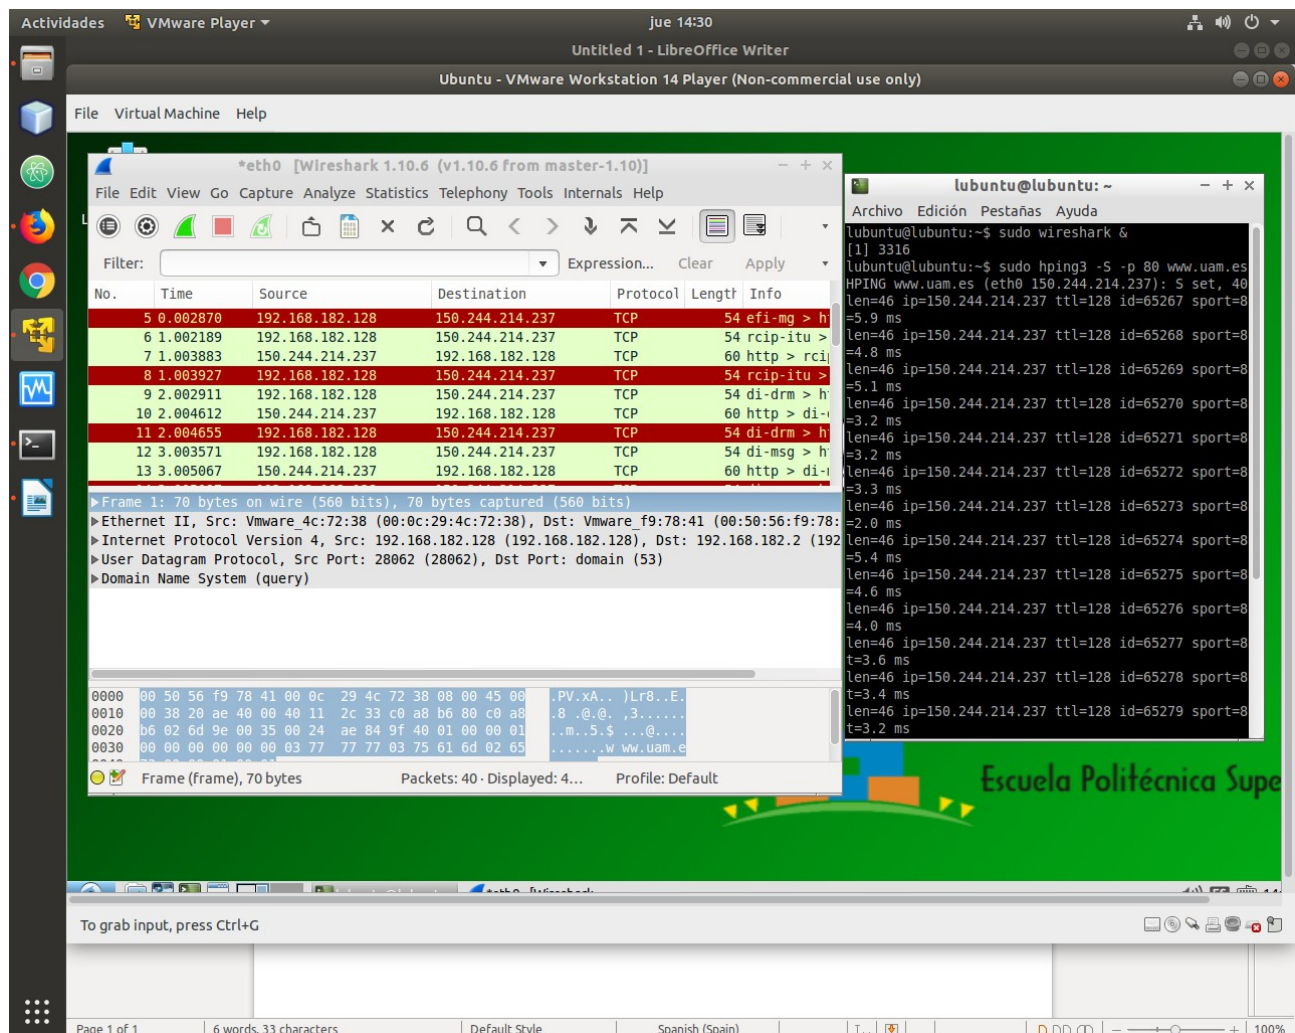 Actividades VMware Player jue 14:30
Untitled 1 - LibreOffice Writer
Ubuntu - VMware Workstation 14 Player (Non-commercial use only)
File Virtual Machine Help
*eth0 [Wireshark 1.10.6 (v1.10.6 from master-1.10)]
File Edit View Go Capture Analyze Statistics Telephony Tools Internals Help
Filter: Expression... Clear Apply
No. Time Source Destination Protocol Length Info
5 0.002870 192.168.182.128 150.244.214.237 TCP 54 efi-mg > ht
6 1.002189 192.168.182.128 150.244.214.237 TCP 54 rcip-itu >
7 1.003883 150.244.214.237 192.168.182.128 TCP 60 http > rcip
8 1.003927 192.168.182.128 150.244.214.237 TCP 54 rcip-itu >
9 2.002911 192.168.182.128 150.244.214.237 TCP 54 di-drm > ht
10 2.004612 150.244.214.237 192.168.182.128 TCP 60 http > di-
11 2.004655 192.168.182.128 150.244.214.237 TCP 54 di-drm > ht
12 3.003571 192.168.182.128 150.244.214.237 TCP 54 di-msg > ht
13 3.005067 150.244.214.237 192.168.182.128 TCP 60 http > di-
Frame 1: 70 bytes on wire (560 bits), 70 bytes captured (560 bits)
Ethernet II, Src: Vmware_4c:72:38 (00:0c:29:4c:72:38), Dst: Vmware_f9:78:41 (00:50:56:f9:78:
Internet Protocol Version 4, Src: 192.168.182.128 (192.168.182.128), Dst: 192.168.182.2 (192
User Datagram Protocol, Src Port: 28062 (28062), Dst Port: domain (53)
Domain Name System (query)
0000 00 50 56 f9 78 41 00 0c 29 4c 72 38 08 00 45 00 .PV.xA.. )Lr8..E.
0010 00 38 20 ae 40 00 40 11 2c 33 c0 a8 b6 80 c0 a8 .8 .@.@. ,3......
0020 b6 02 6d 9e 00 35 00 24 ae 84 9f 40 01 00 00 01 ..m..5.$ ...@....
0030 00 00 00 00 00 00 03 77 77 77 03 75 61 6d 02 65 .......w ww.uam.e
Frame (frame), 70 bytes Packets: 40 · Displayed: 4... Profile: Default
lubuntu@lubuntu: ~
Archivo Edición Pestañas Ayuda
lubuntu@lubuntu:~$ sudo wireshark &
[1] 3316
lubuntu@lubuntu:~$ sudo hping3 -S -p 80 www.uam.es
HPING www.uam.es (eth0 150.244.214.237): S set, 40
len=46 ip=150.244.214.237 ttl=128 id=65267 sport=8
=5.9 ms
len=46 ip=150.244.214.237 ttl=128 id=65268 sport=8
=4.8 ms
len=46 ip=150.244.214.237 ttl=128 id=65269 sport=8
=5.1 ms
len=46 ip=150.244.214.237 ttl=128 id=65270 sport=8
=3.2 ms
len=46 ip=150.244.214.237 ttl=128 id=65271 sport=8
=3.2 ms
len=46 ip=150.244.214.237 ttl=128 id=65272 sport=8
=3.3 ms
len=46 ip=150.244.214.237 ttl=128 id=65273 sport=8
=2.0 ms
len=46 ip=150.244.214.237 ttl=128 id=65274 sport=8
=5.4 ms
len=46 ip=150.244.214.237 ttl=128 id=65275 sport=8
=4.6 ms
len=46 ip=150.244.214.237 ttl=128 id=65276 sport=8
=4.0 ms
len=46 ip=150.244.214.237 ttl=128 id=65277 sport=8
t=3.6 ms
len=46 ip=150.244.214.237 ttl=128 id=65278 sport=8
t=3.4 ms
len=46 ip=150.244.214.237 ttl=128 id=65279 sport=8
t=3.2 ms
Escuela Politécnica Supe
To grab input, press Ctrl+G
Page 1 of 1 6 words, 33 characters Default Style Spanish (Spain) 100%